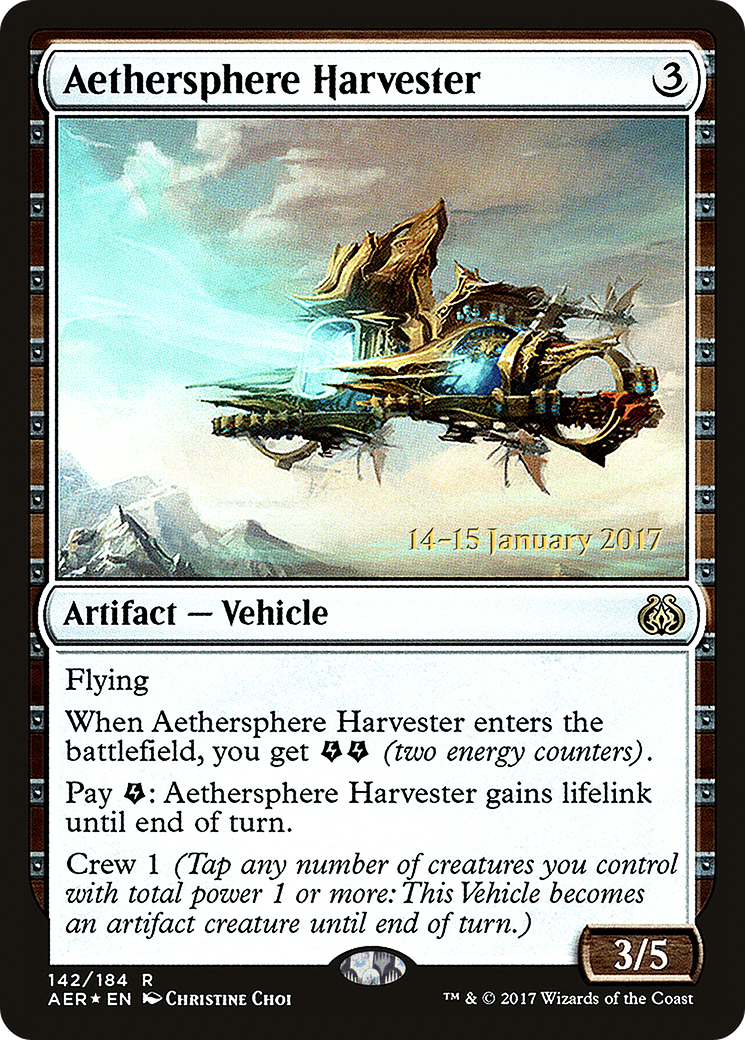 Aethersphere Harvester 3
14–15 January 2017
Artifact — Vehicle
Flying
When Aethersphere Harvester enters the
battlefield, you get (two energy counters).
Pay : Aethersphere Harvester gains lifelink
until end of turn.
Crew 1 (Tap any number of creatures you control
with total power 1 or more: This Vehicle becomes
an artifact creature until end of turn.)
3/5
142/184 R
AER★EN Christine Choi
™ & © 2017 Wizards of the Coast